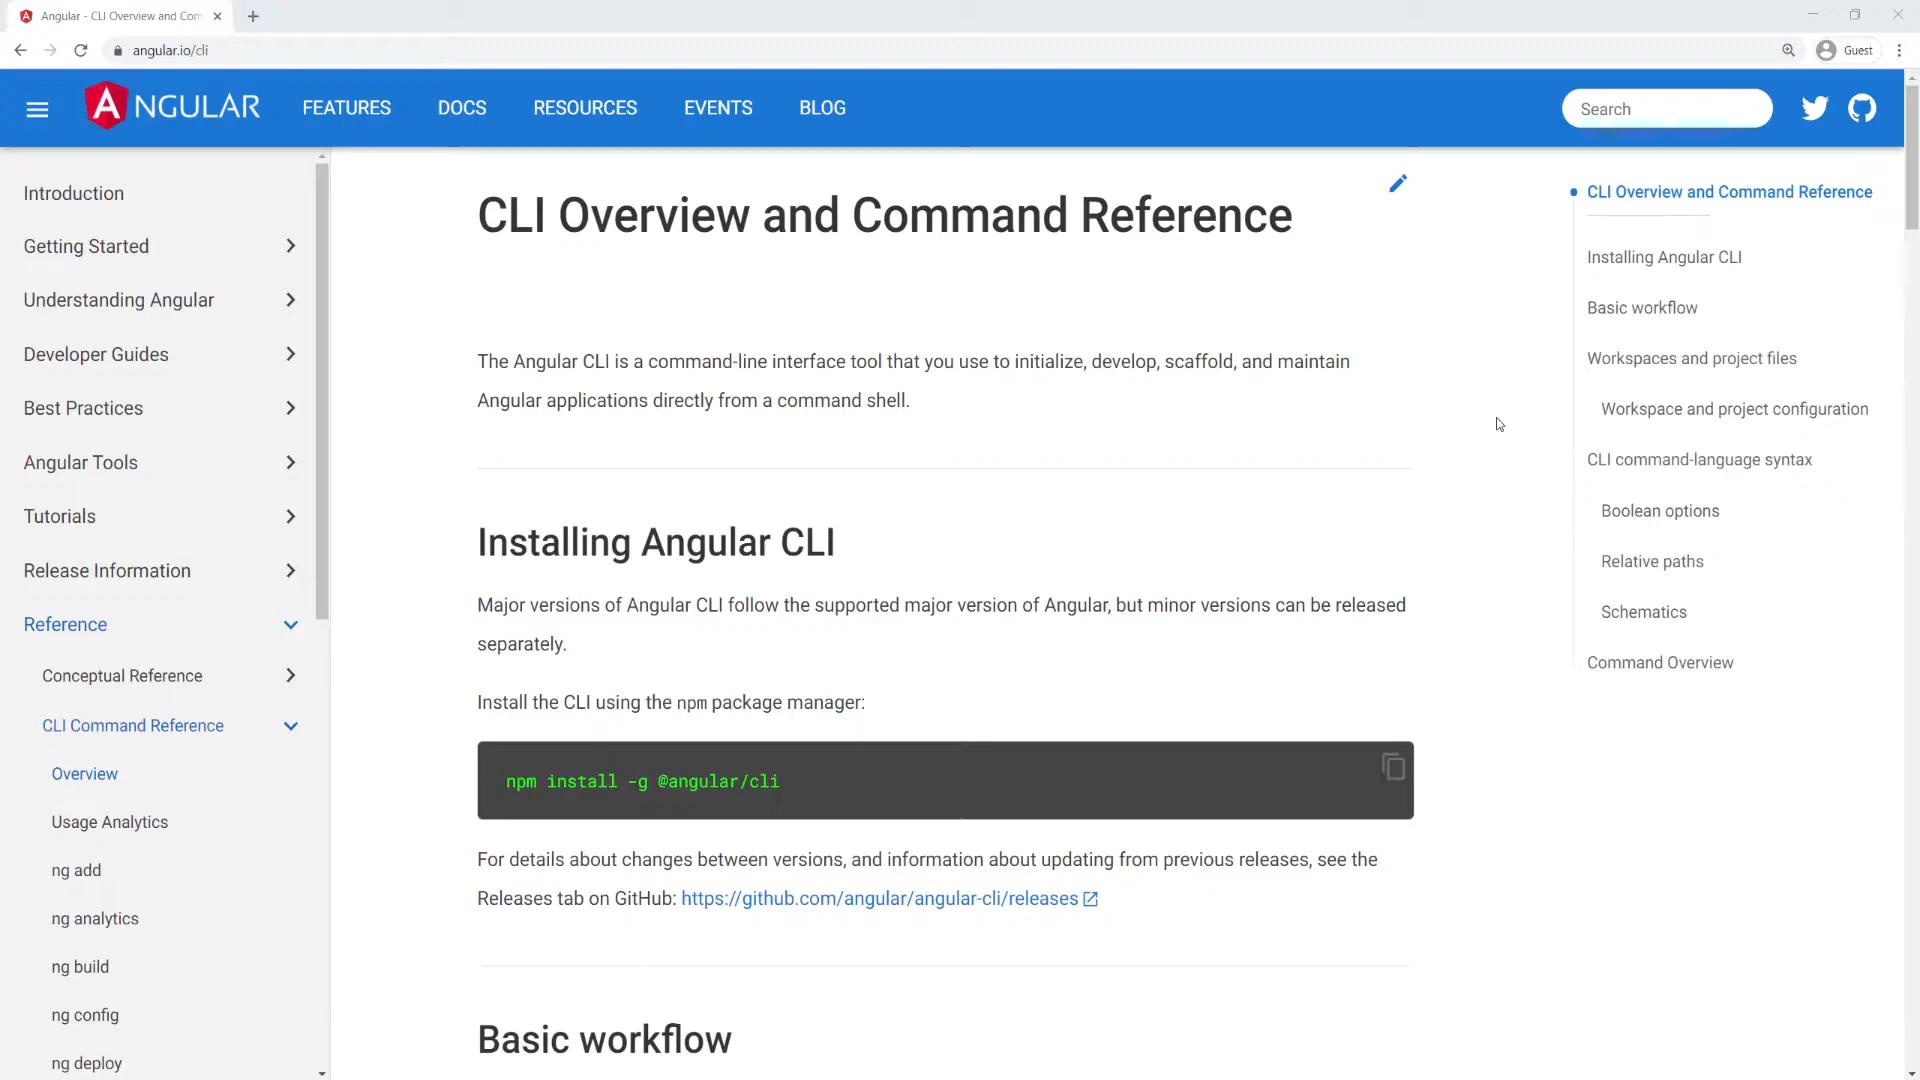 Angular - CLI Overview and Com
angular.io/cli
Guest
ANGULAR
FEATURES
DOCS
RESOURCES
EVENTS
BLOG
Search
Introduction
Getting Started
Understanding Angular
Developer Guides
Best Practices
Angular Tools
Tutorials
Release Information
Reference
Conceptual Reference
CLI Command Reference
Overview
Usage Analytics
ng add
ng analytics
ng build
ng config
ng deploy
CLI Overview and Command Reference
The Angular CLI is a command-line interface tool that you use to initialize, develop, scaffold, and maintain
Angular applications directly from a command shell.
Installing Angular CLI
Major versions of Angular CLI follow the supported major version of Angular, but minor versions can be released
separately.
Install the CLI using the npm package manager:
npm install -g @angular/cli
For details about changes between versions, and information about updating from previous releases, see the
Releases tab on GitHub: https://github.com/angular/angular-cli/releases
Basic workflow
CLI Overview and Command Reference
Installing Angular CLI
Basic workflow
Workspaces and project files
Workspace and project configuration
CLI command-language syntax
Boolean options
Relative paths
Schematics
Command Overview